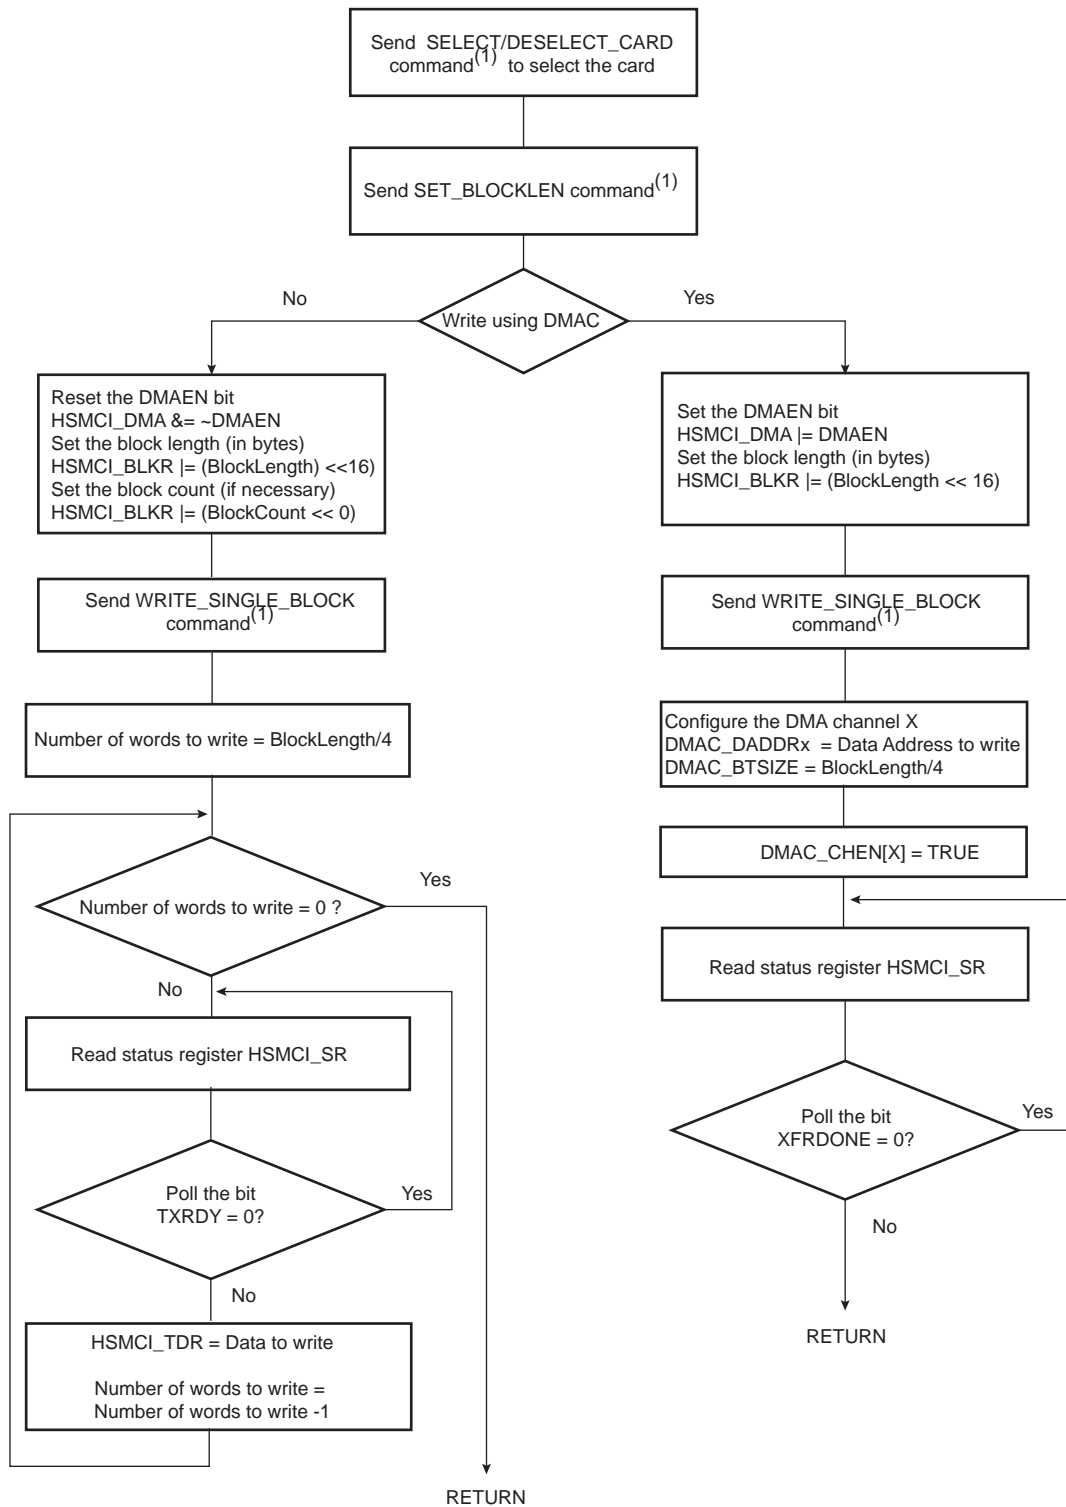 Send SELECT/DESELECT_CARD
command(1) to select the card
Send SET_BLOCKLEN command(1)
No
Yes
Write using DMAC
Reset the DMAEN bit
HSMCI_DMA &= ~DMAEN
Set the block length (in bytes)
HSMCI_BLKR |= (BlockLength) <<16)
Set the block count (if necessary)
HSMCI_BLKR |= (BlockCount << 0)
Send WRITE_SINGLE_BLOCK
command(1)
Number of words to write = BlockLength/4
Number of words to write = 0 ?
Yes
No
Read status register HSMCI_SR
Poll the bit
TXRDY = 0?
Yes
No
HSMCI_TDR = Data to write
Number of words to write =
Number of words to write -1
RETURN
Set the DMAEN bit
HSMCI_DMA |= DMAEN
Set the block length (in bytes)
HSMCI_BLKR |= (BlockLength << 16)
Send WRITE_SINGLE_BLOCK
command(1)
Configure the DMA channel X
DMAC_DADDRx = Data Address to write
DMAC_BTSIZE = BlockLength/4
DMAC_CHEN[X] = TRUE
Read status register HSMCI_SR
Poll the bit
XFRDONE = 0?
Yes
No
RETURN